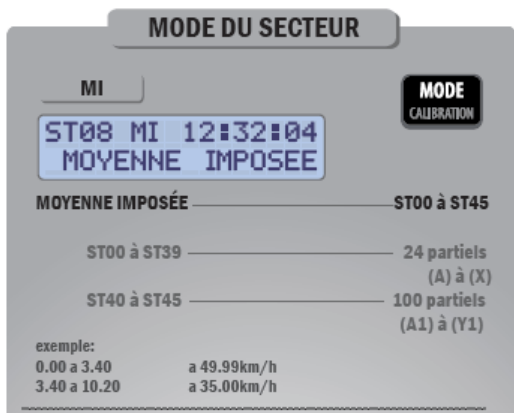 MODE DU SECTEUR
MI
MODE
CALIBRATION
ST08 MI 12:32:04
MOYENNE IMPOSEE
MOYENNE IMPOSÉE ST00 à ST45
ST00 à ST39 24 partiels
(A) à (X)
ST40 à ST45 100 partiels
(A1) à (Y1)
exemple:
0.00 a 3.40 a 49.99km/h
3.40 a 10.20 a 35.00km/h